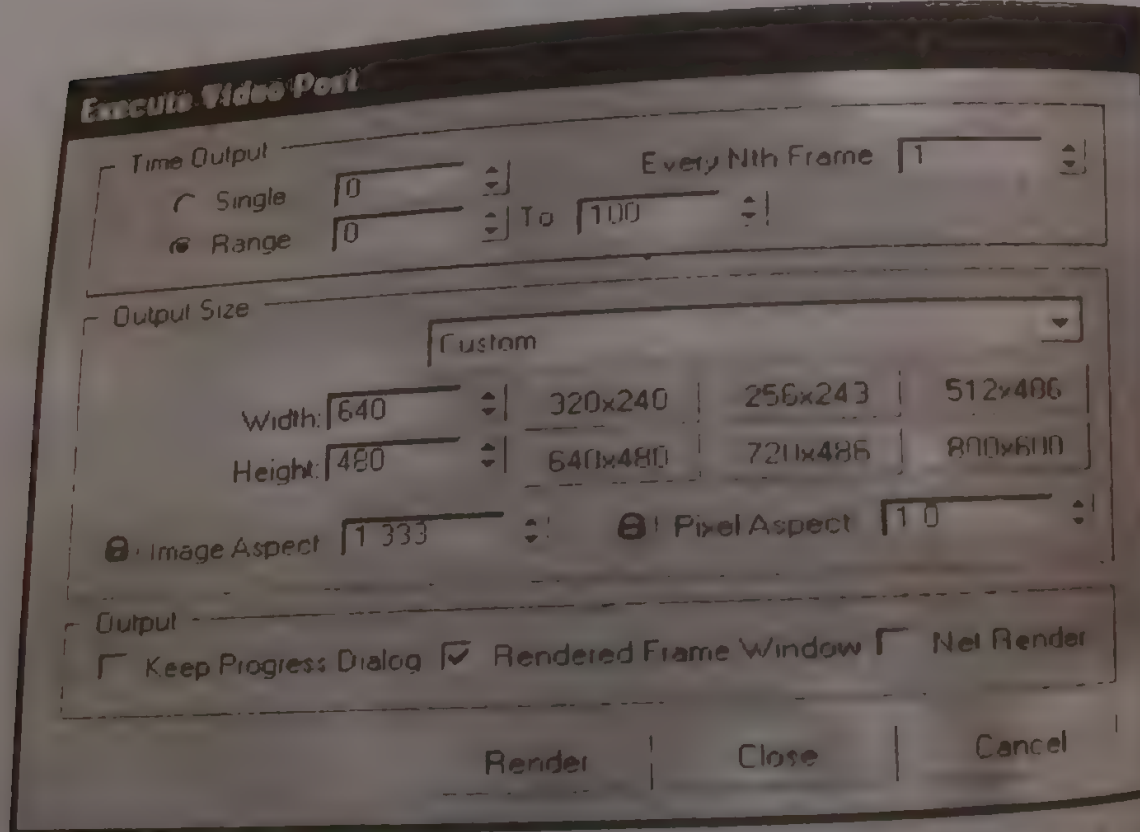 Execute Video Post
Time Output
Single 0 Every Nth Frame 1
Range 0 To 100
Output Size
Custom
Width: 640 320x240 256x243 512x486
Height: 480 640x480 720x486 800x600
Image Aspect 1.333 Pixel Aspect 1.0
Output
Keep Progress Dialog Rendered Frame Window Net Render
Render Close Cancel